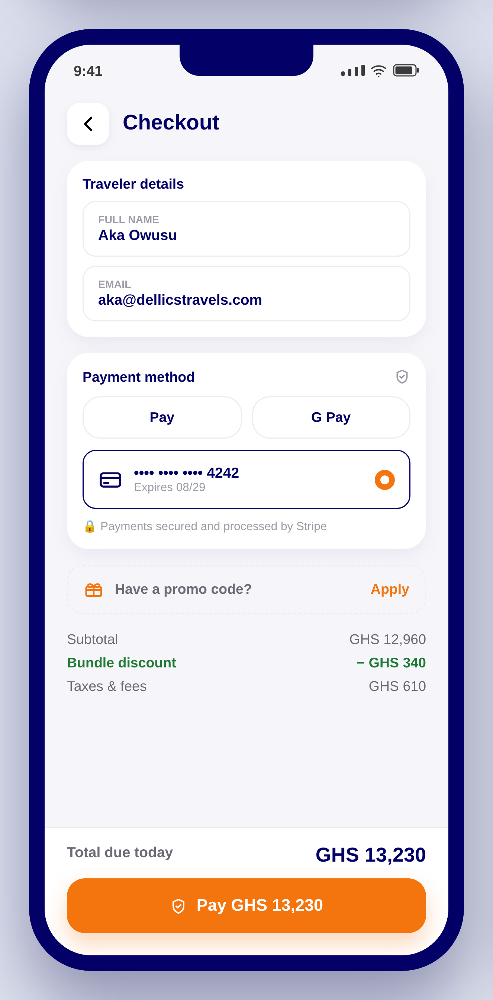 9:41
Checkout
Traveler details
FULL NAME
Aka Owusu
EMAIL
aka@dellicstravels.com
Payment method
Pay
G Pay
•••• •••• •••• 4242
Expires 08/29
🔒 Payments secured and processed by Stripe
Have a promo code? Apply
Subtotal GHS 12,960
Bundle discount − GHS 340
Taxes & fees GHS 610
Total due today GHS 13,230
Pay GHS 13,230